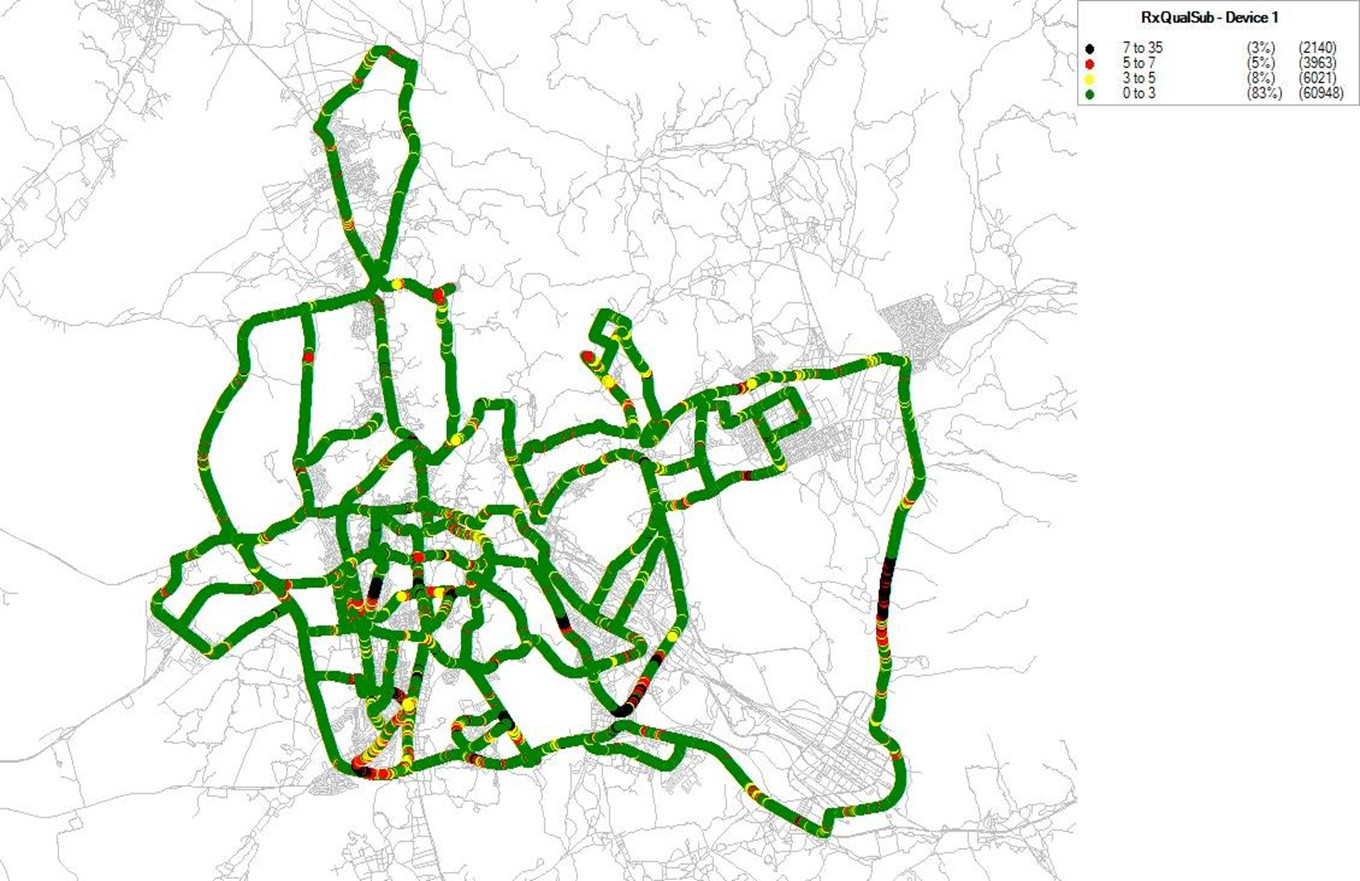 RxQualSub - Device 1
7 to 35 (3%) (2140)
5 to 7 (5%) (3963)
3 to 5 (8%) (6021)
0 to 3 (83%) (60948)